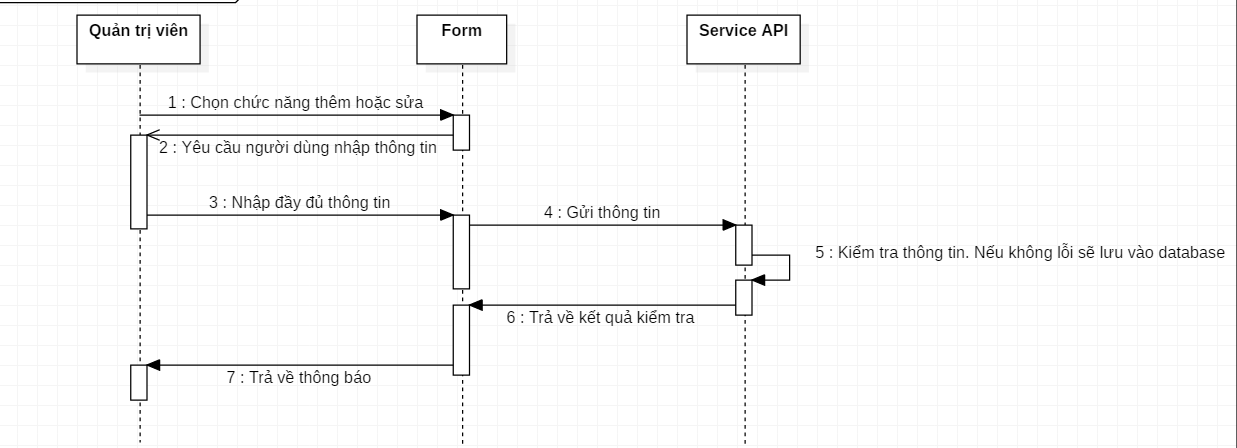 Quản trị viên
Form
Service API
1 : Chọn chức năng thêm hoặc sửa
2 : Yêu cầu người dùng nhập thông tin
3 : Nhập đầy đủ thông tin
4 : Gửi thông tin
5 : Kiểm tra thông tin. Nếu không lỗi sẽ lưu vào database
6 : Trả về kết quả kiểm tra
7 : Trả về thông báo